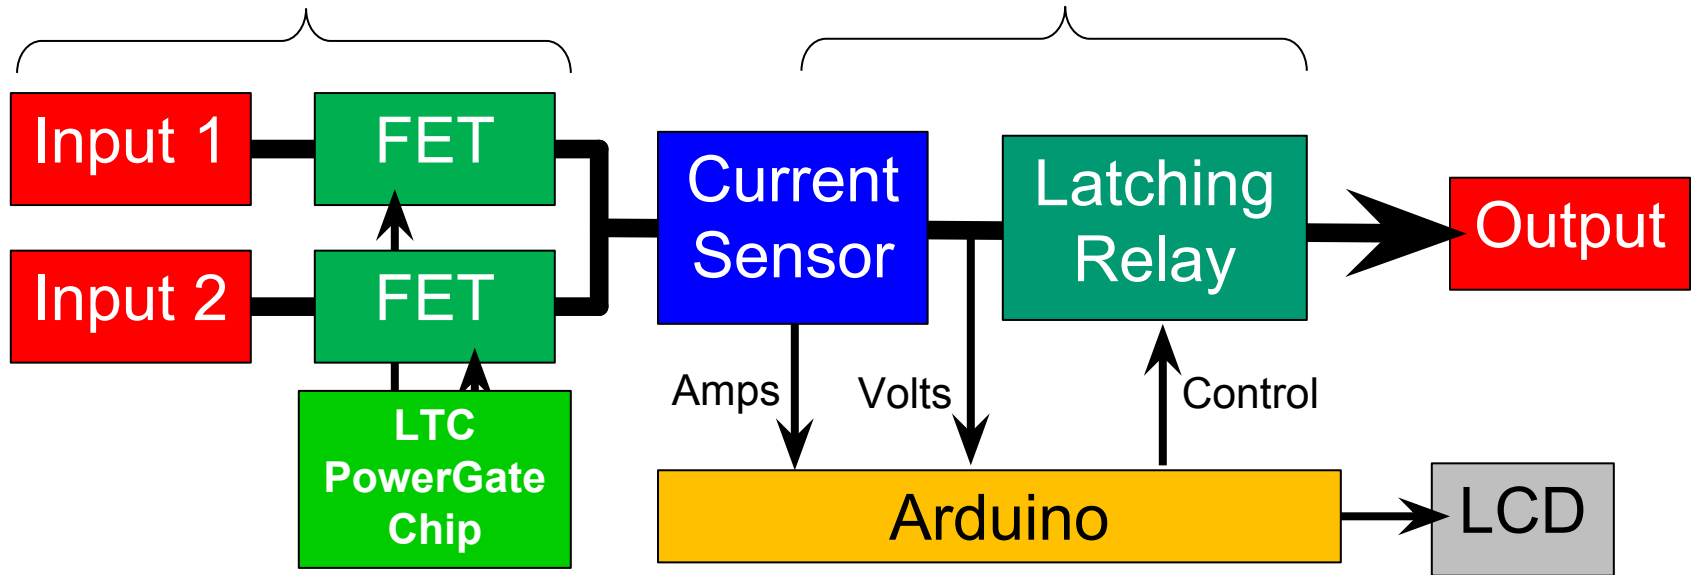 Input 1
FET
Input 2
FET
LTC
PowerGate
Chip
Current
Sensor
Latching
Relay
Output
Amps
Volts
Control
Arduino
LCD